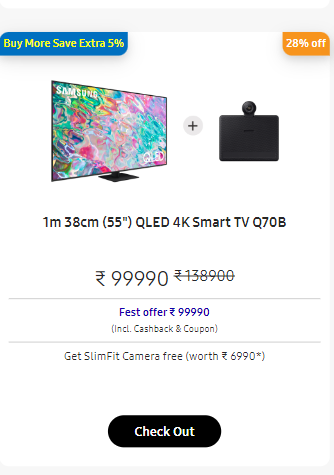 Buy More Save Extra 5%
28% off
SAMSUNG
QLED
+
1m 38cm (55") QLED 4K Smart TV Q70B
₹ 99990 ₹ 138900
Fest offer ₹ 99990
(Incl. Cashback & Coupon)
Get SlimFit Camera free (worth ₹ 6990*)
Check Out